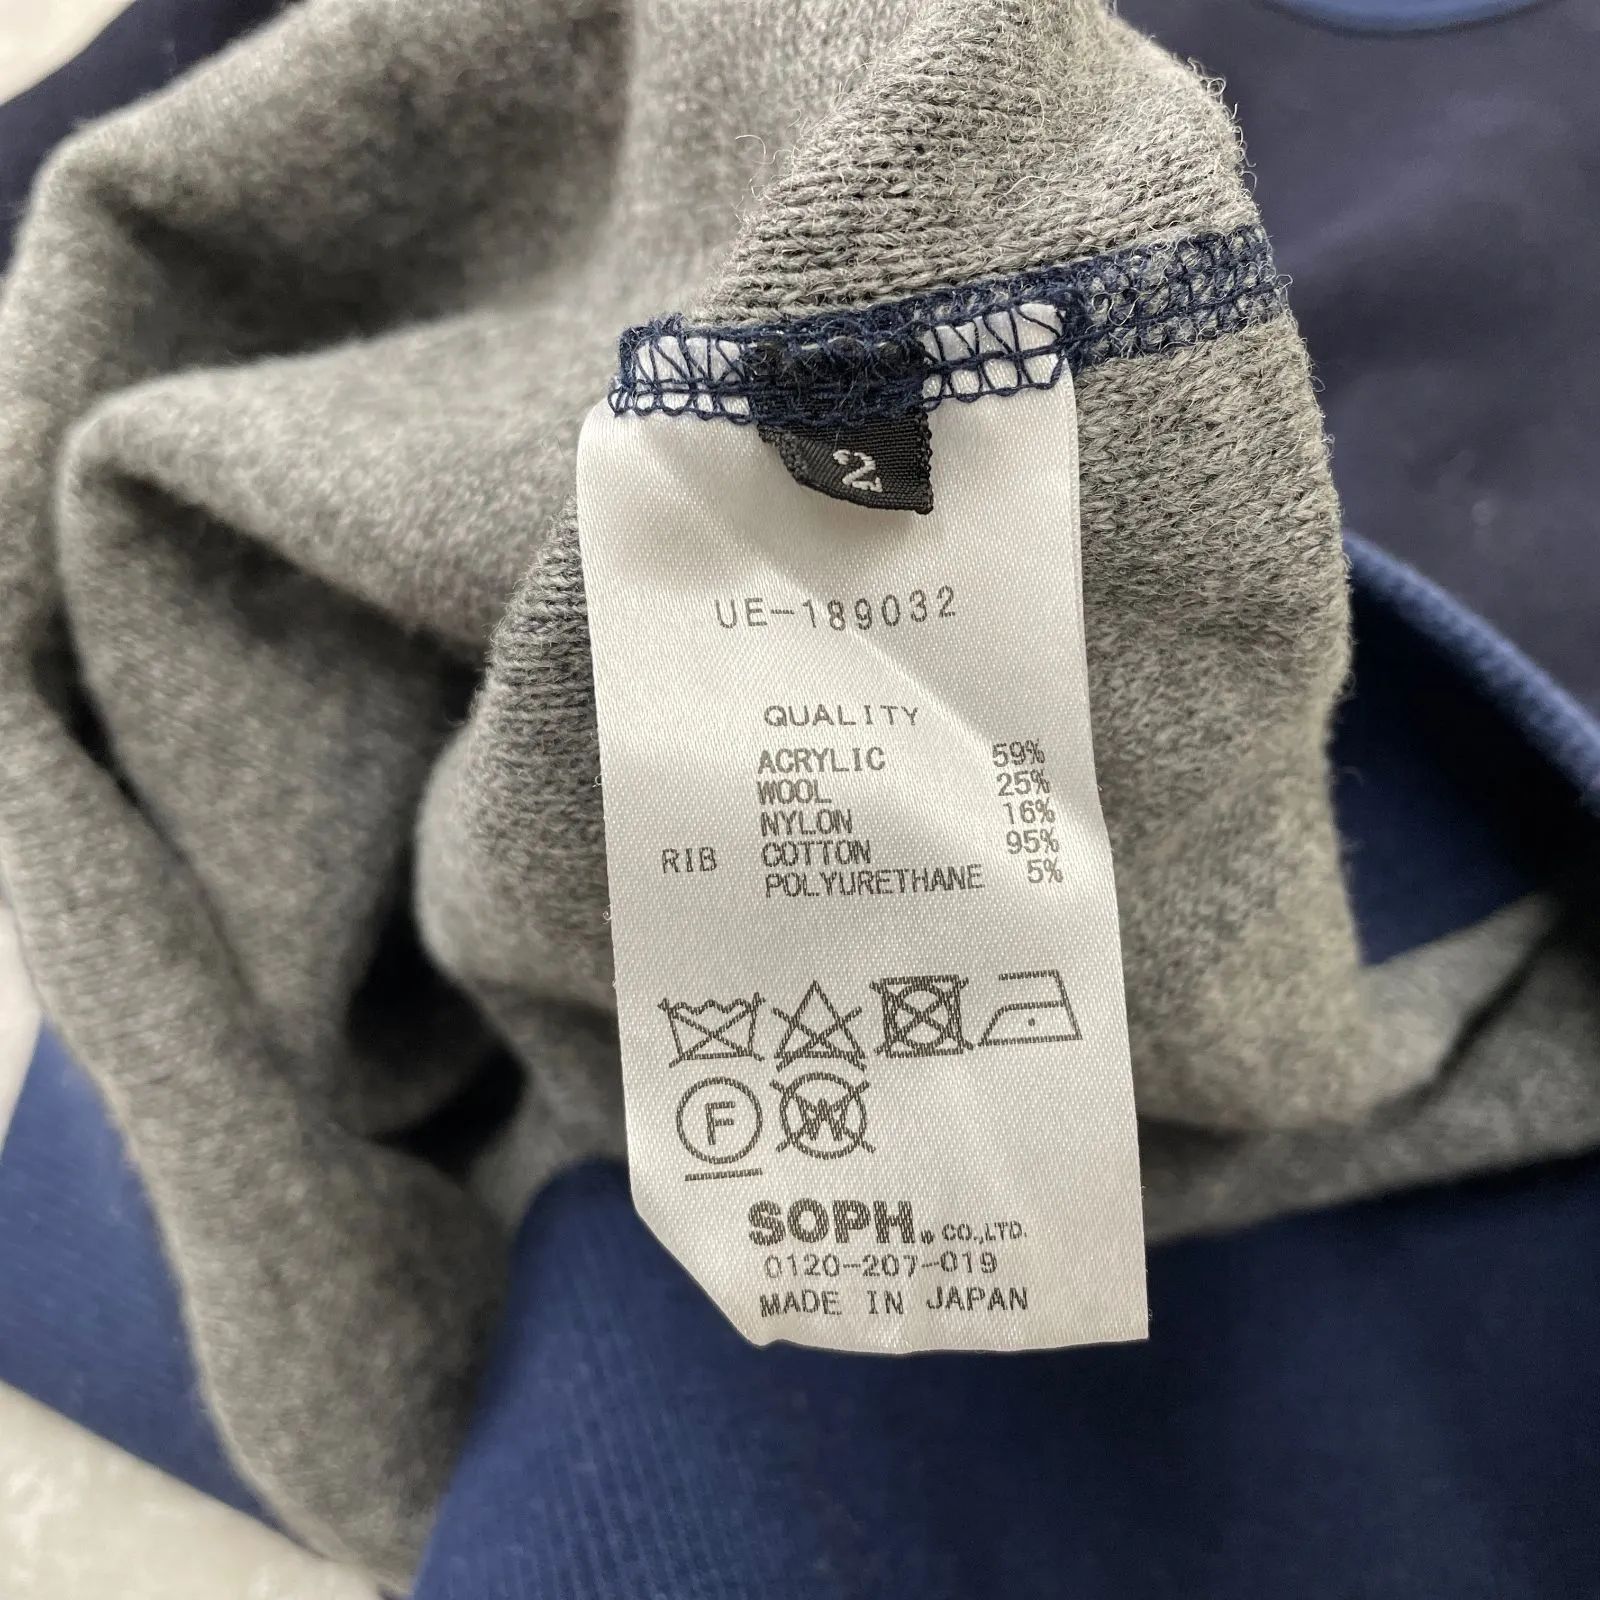 2
UE-189032
QUALITY
ACRYLIC 59%
WOOL 25%
NYLON 16%
RIB COTTON 95%
POLYURETHANE 5%
F W
SOPH. CO.,LTD.
0120-207-019
MADE IN JAPAN